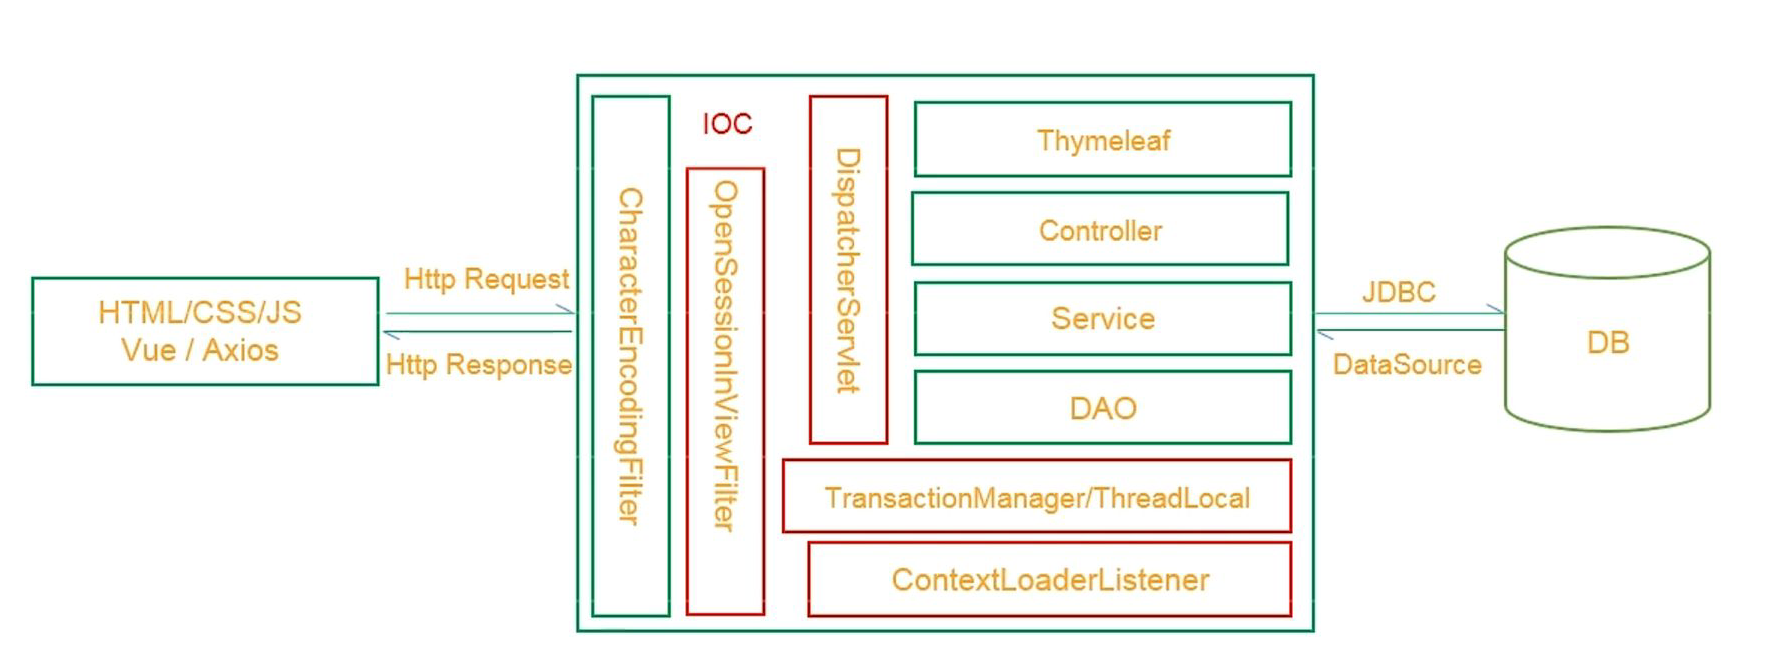 HTML/CSS/JS
Vue / Axios
Http Request
Http Response
CharacterEncodingFilter
IOC
OpenSessionInViewFilter
DispatcherServlet
Thymeleaf
Controller
Service
DAO
TransactionManager/ThreadLocal
ContextLoaderListener
JDBC
DataSource
DB